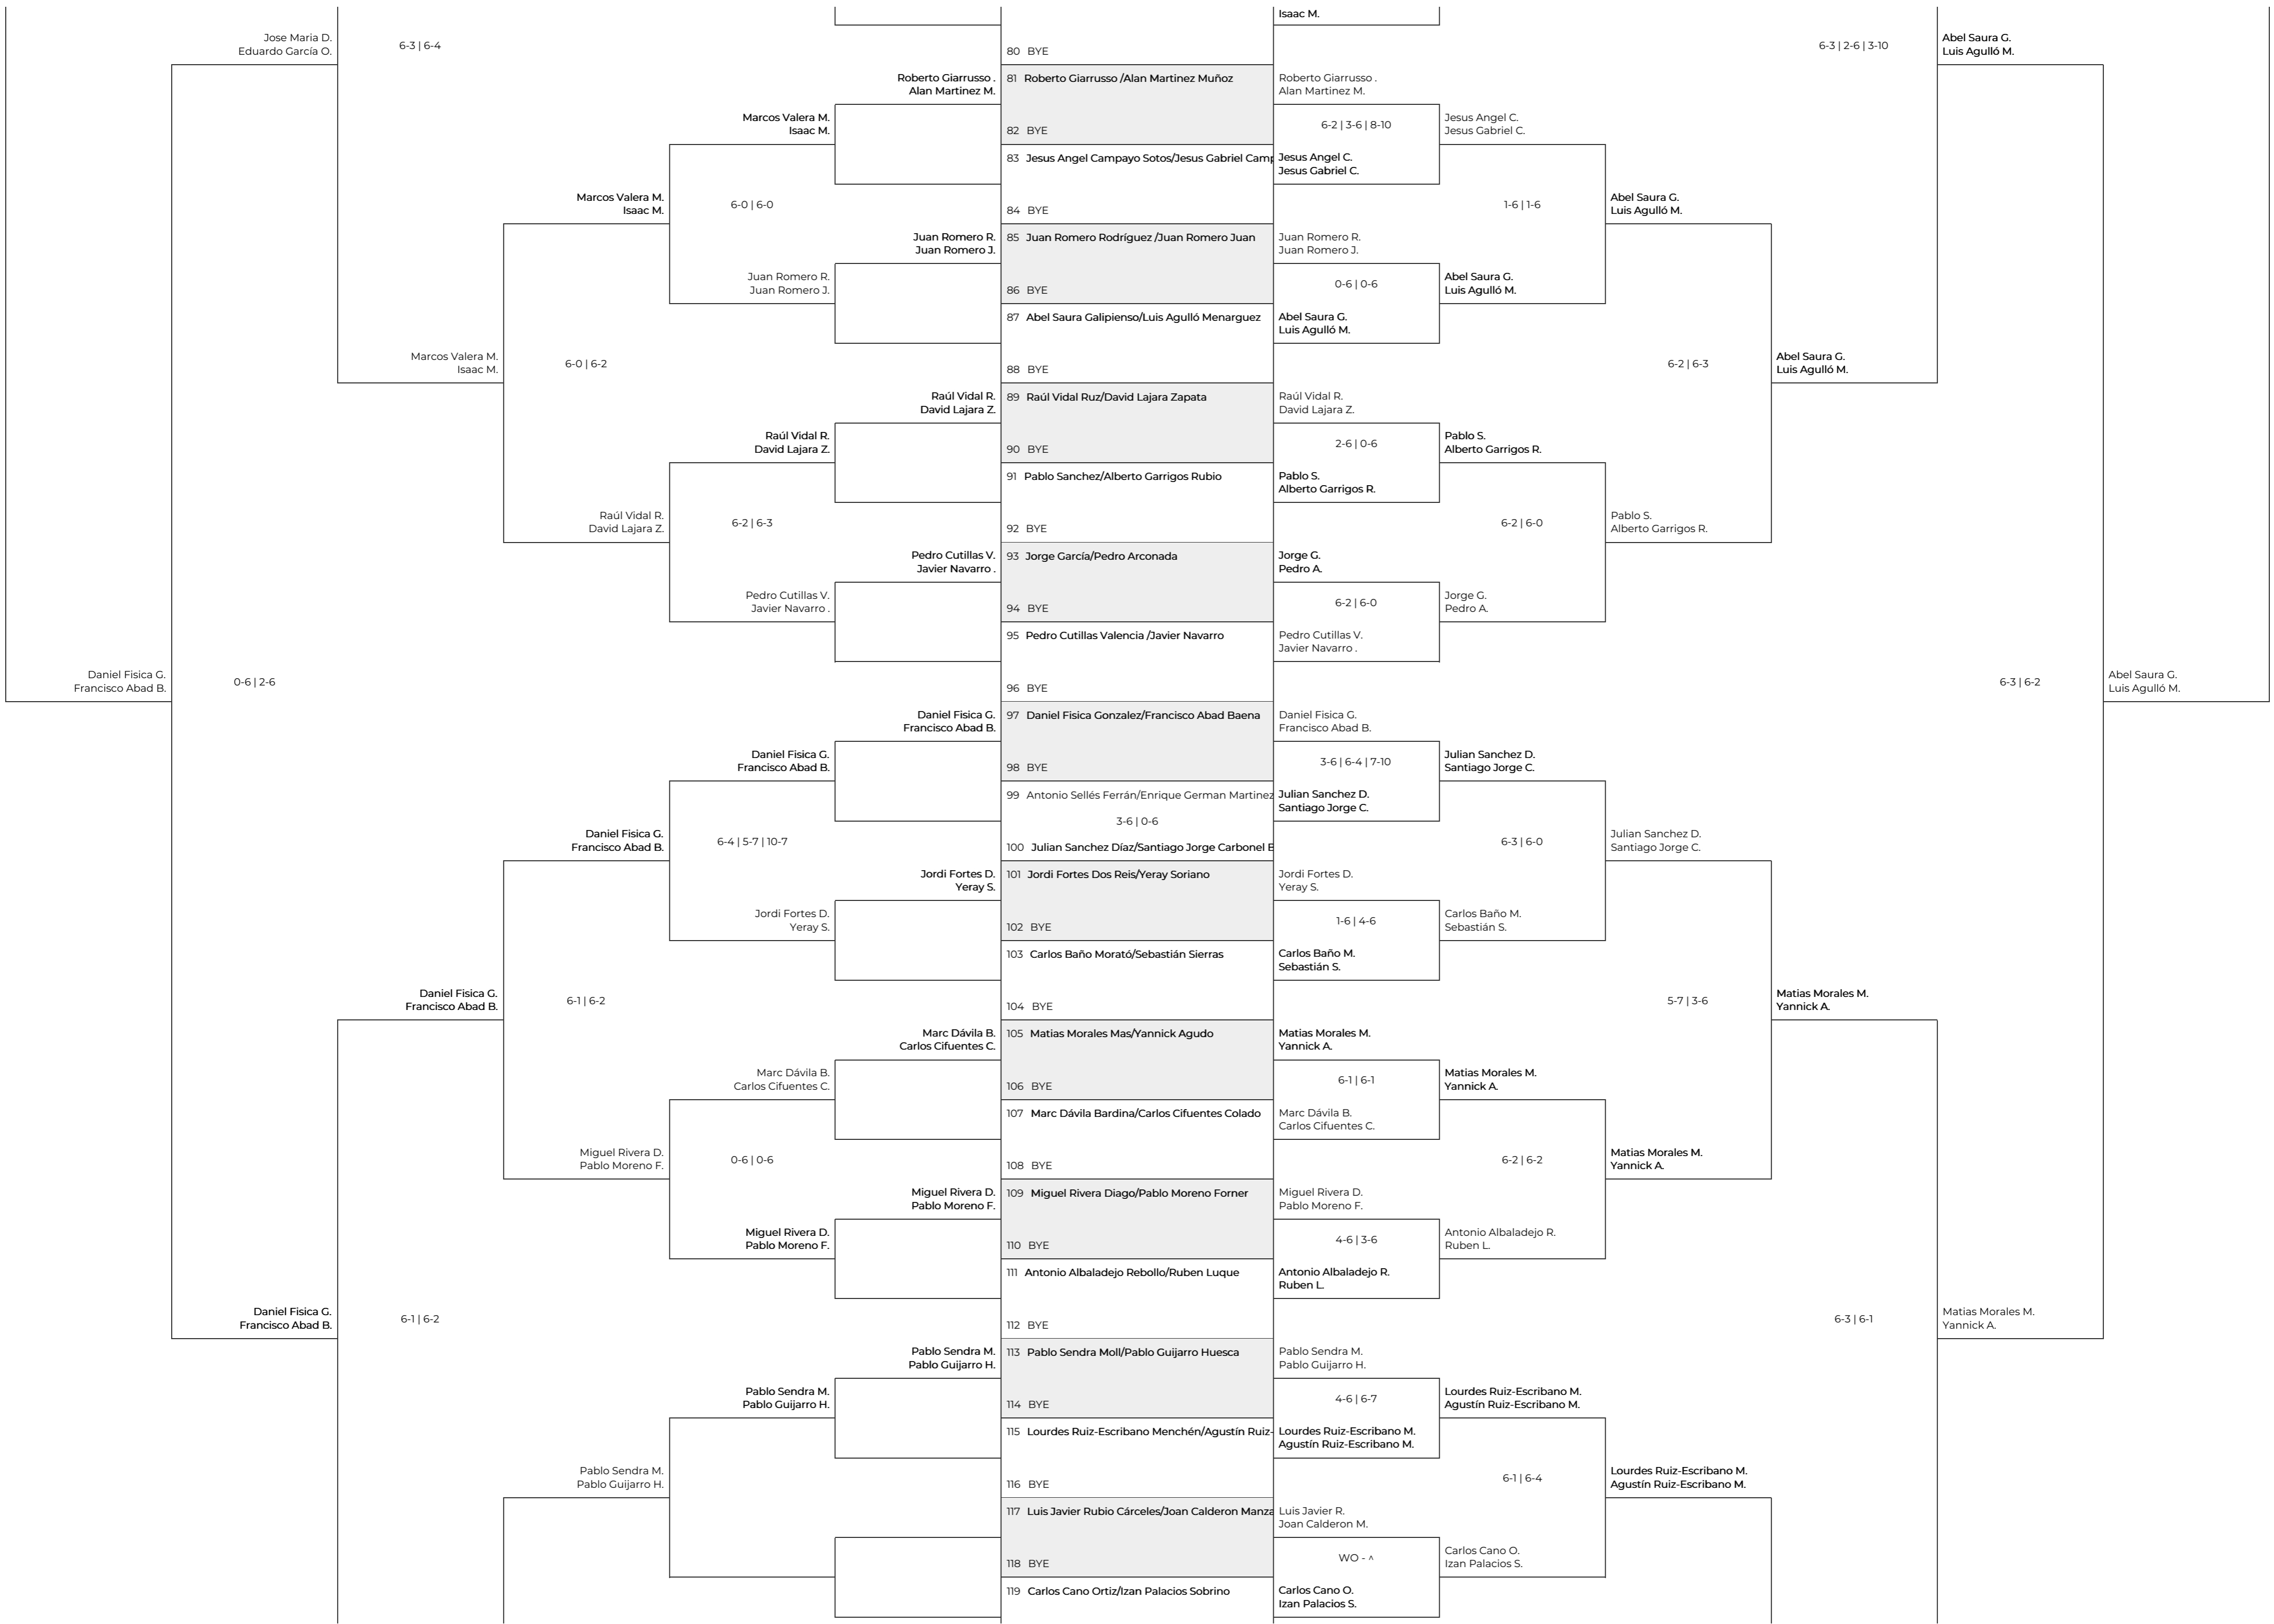 Isaac M.
Jose Maria D.
Eduardo García O.
6-3 | 6-4
80 BYE
6-3 | 2-6 | 3-10
Abel Saura G.
Luis Agulló M.
Roberto Giarrusso .
Alan Martinez M.
81 Roberto Giarrusso /Alan Martinez Muñoz
Roberto Giarrusso .
Alan Martinez M.
Marcos Valera M.
Isaac M.
82 BYE
6-2 | 3-6 | 8-10
Jesus Angel C.
Jesus Gabriel C.
83 Jesus Angel Campayo Sotos/Jesus Gabriel Camp
Jesus Angel C.
Jesus Gabriel C.
Marcos Valera M.
Isaac M.
6-0 | 6-0
84 BYE
1-6 | 1-6
Abel Saura G.
Luis Agulló M.
Juan Romero R.
Juan Romero J.
85 Juan Romero Rodríguez /Juan Romero Juan
Juan Romero R.
Juan Romero J.
Juan Romero R.
Juan Romero J.
86 BYE
0-6 | 0-6
Abel Saura G.
Luis Agulló M.
87 Abel Saura Galipienso/Luis Agulló Menarguez
Abel Saura G.
Luis Agulló M.
Marcos Valera M.
Isaac M.
6-0 | 6-2
88 BYE
6-2 | 6-3
Abel Saura G.
Luis Agulló M.
Raúl Vidal R.
David Lajara Z.
89 Raúl Vidal Ruz/David Lajara Zapata
Raúl Vidal R.
David Lajara Z.
Raúl Vidal R.
David Lajara Z.
90 BYE
2-6 | 0-6
Pablo S.
Alberto Garrigos R.
91 Pablo Sanchez/Alberto Garrigos Rubio
Pablo S.
Alberto Garrigos R.
Raúl Vidal R.
David Lajara Z.
6-2 | 6-3
92 BYE
6-2 | 6-0
Pablo S.
Alberto Garrigos R.
Pedro Cutillas V.
Javier Navarro .
93 Jorge García/Pedro Arconada
Jorge G.
Pedro A.
Pedro Cutillas V.
Javier Navarro .
94 BYE
6-2 | 6-0
Jorge G.
Pedro A.
95 Pedro Cutillas Valencia /Javier Navarro
Pedro Cutillas V.
Javier Navarro .
Daniel Fisica G.
Francisco Abad B.
0-6 | 2-6
96 BYE
6-3 | 6-2
Abel Saura G.
Luis Agulló M.
Daniel Fisica G.
Francisco Abad B.
97 Daniel Fisica Gonzalez/Francisco Abad Baena
Daniel Fisica G.
Francisco Abad B.
Daniel Fisica G.
Francisco Abad B.
98 BYE
3-6 | 6-4 | 7-10
Julian Sanchez D.
Santiago Jorge C.
99 Antonio Sellés Ferrán/Enrique German Martinez
Julian Sanchez D.
Santiago Jorge C.
3-6 | 0-6
Daniel Fisica G.
Francisco Abad B.
6-4 | 5-7 | 10-7
100 Julian Sanchez Díaz/Santiago Jorge Carbonel B
6-3 | 6-0
Julian Sanchez D.
Santiago Jorge C.
Jordi Fortes D.
Yeray S.
101 Jordi Fortes Dos Reis/Yeray Soriano
Jordi Fortes D.
Yeray S.
Jordi Fortes D.
Yeray S.
102 BYE
1-6 | 4-6
Carlos Baño M.
Sebastián S.
103 Carlos Baño Morató/Sebastián Sierras
Carlos Baño M.
Sebastián S.
Daniel Fisica G.
Francisco Abad B.
6-1 | 6-2
104 BYE
5-7 | 3-6
Matias Morales M.
Yannick A.
Marc Dávila B.
Carlos Cifuentes C.
105 Matias Morales Mas/Yannick Agudo
Matias Morales M.
Yannick A.
Marc Dávila B.
Carlos Cifuentes C.
106 BYE
6-1 | 6-1
Matias Morales M.
Yannick A.
107 Marc Dávila Bardina/Carlos Cifuentes Colado
Marc Dávila B.
Carlos Cifuentes C.
Miguel Rivera D.
Pablo Moreno F.
0-6 | 0-6
108 BYE
6-2 | 6-2
Matias Morales M.
Yannick A.
Miguel Rivera D.
Pablo Moreno F.
109 Miguel Rivera Diago/Pablo Moreno Forner
Miguel Rivera D.
Pablo Moreno F.
Miguel Rivera D.
Pablo Moreno F.
110 BYE
4-6 | 3-6
Antonio Albaladejo R.
Ruben L.
111 Antonio Albaladejo Rebollo/Ruben Luque
Antonio Albaladejo R.
Ruben L.
Daniel Fisica G.
Francisco Abad B.
6-1 | 6-2
112 BYE
6-3 | 6-1
Matias Morales M.
Yannick A.
Pablo Sendra M.
Pablo Guijarro H.
113 Pablo Sendra Moll/Pablo Guijarro Huesca
Pablo Sendra M.
Pablo Guijarro H.
Pablo Sendra M.
Pablo Guijarro H.
114 BYE
4-6 | 6-7
Lourdes Ruiz-Escribano M.
Agustín Ruiz-Escribano M.
115 Lourdes Ruiz-Escribano Menchén/Agustín Ruiz-
Lourdes Ruiz-Escribano M.
Agustín Ruiz-Escribano M.
Pablo Sendra M.
Pablo Guijarro H.
116 BYE
6-1 | 6-4
Lourdes Ruiz-Escribano M.
Agustín Ruiz-Escribano M.
117 Luis Javier Rubio Cárceles/Joan Calderon Manza
Luis Javier R.
Joan Calderon M.
118 BYE
WO - ^
Carlos Cano O.
Izan Palacios S.
119 Carlos Cano Ortiz/Izan Palacios Sobrino
Carlos Cano O.
Izan Palacios S.